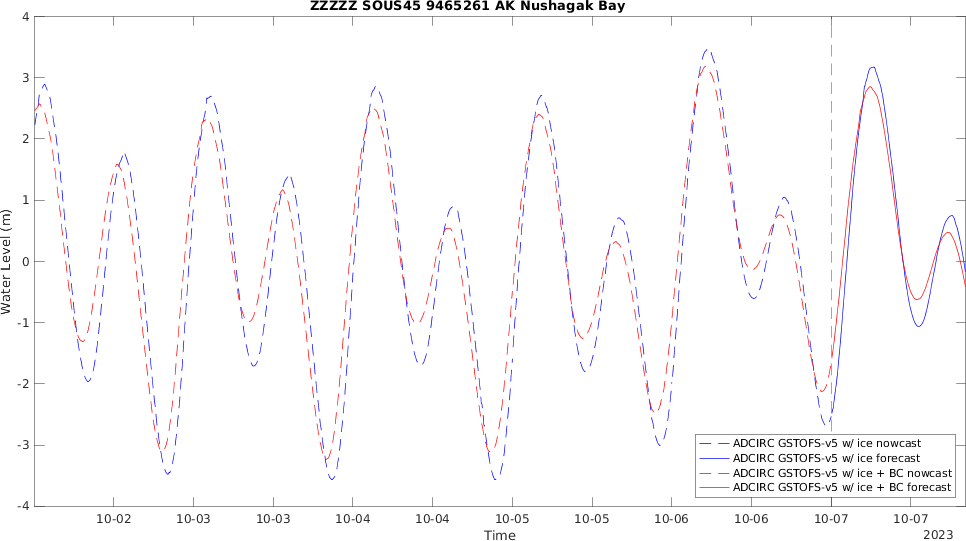 ZZZZZ SOUS45 9465261 AK Nushagak Bay
4
3
2
1
0
-1
-2
-3
-4
Water Level (m)
ADCIRC GSTOFS-v5 w/ ice nowcast
ADCIRC GSTOFS-v5 w/ ice forecast
ADCIRC GSTOFS-v5 w/ ice + BC nowcast
ADCIRC GSTOFS-v5 w/ ice + BC forecast
10-02 10-03 10-03 10-04 10-04 10-05 10-05 10-06 10-06 10-07 10-07
Time
2023